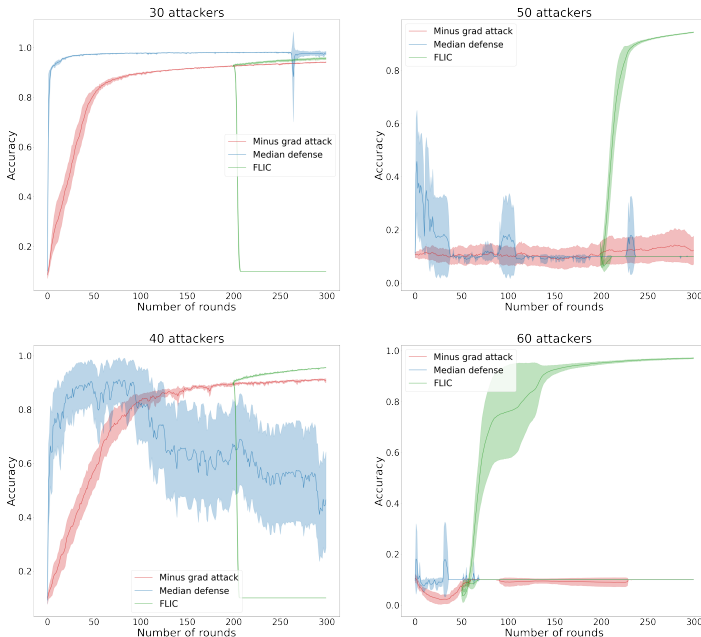 30 attackers
Accuracy
1.0
0.8
0.6
0.4
0.2
Minus grad attack
Median defense
FLIC
0 50 100 150 200 250 300
Number of rounds
50 attackers
Accuracy
0.8
0.6
0.4
0.2
0.0
Minus grad attack
Median defense
FLIC
0 50 100 150 200 250 300
Number of rounds
40 attackers
Accuracy
1.0
0.8
0.6
0.4
0.2
Minus grad attack
Median defense
FLIC
0 50 100 150 200 250 300
Number of rounds
60 attackers
Accuracy
1.0
0.8
0.6
0.4
0.2
0.0
Minus grad attack
Median defense
FLIC
0 50 100 150 200 250 300
Number of rounds